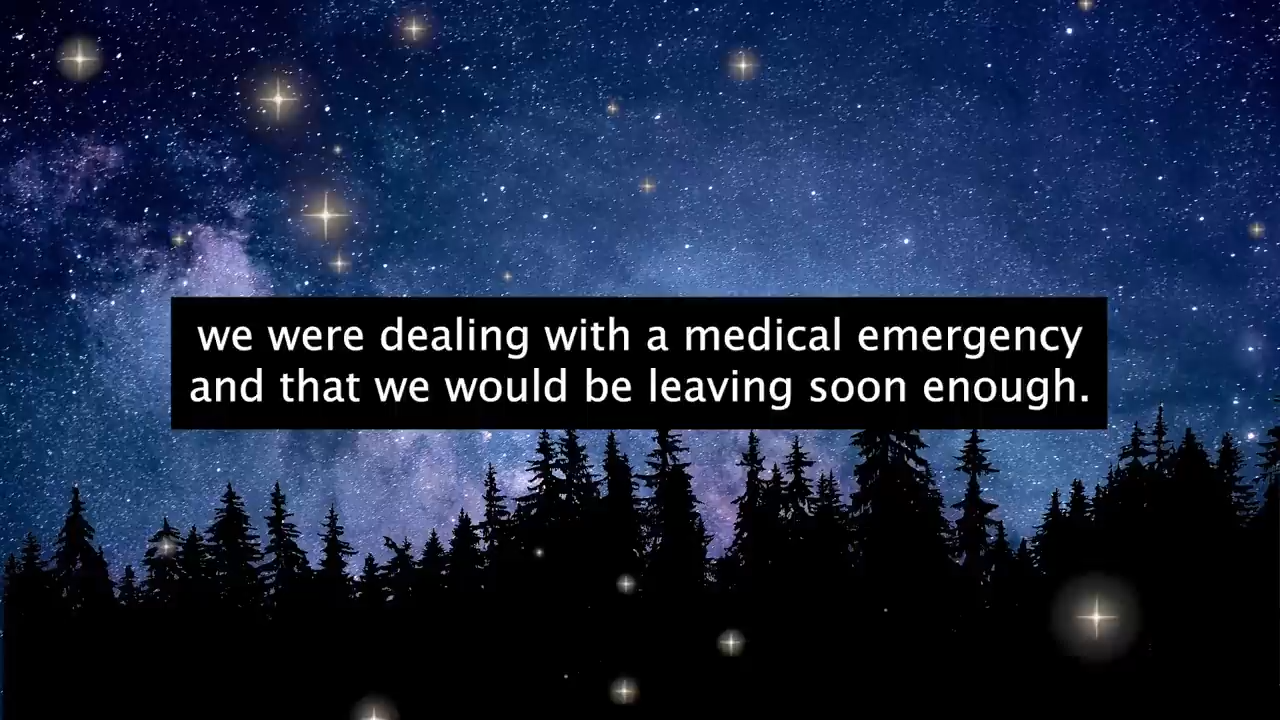 we were dealing with a medical emergency
and that we would be leaving soon enough.